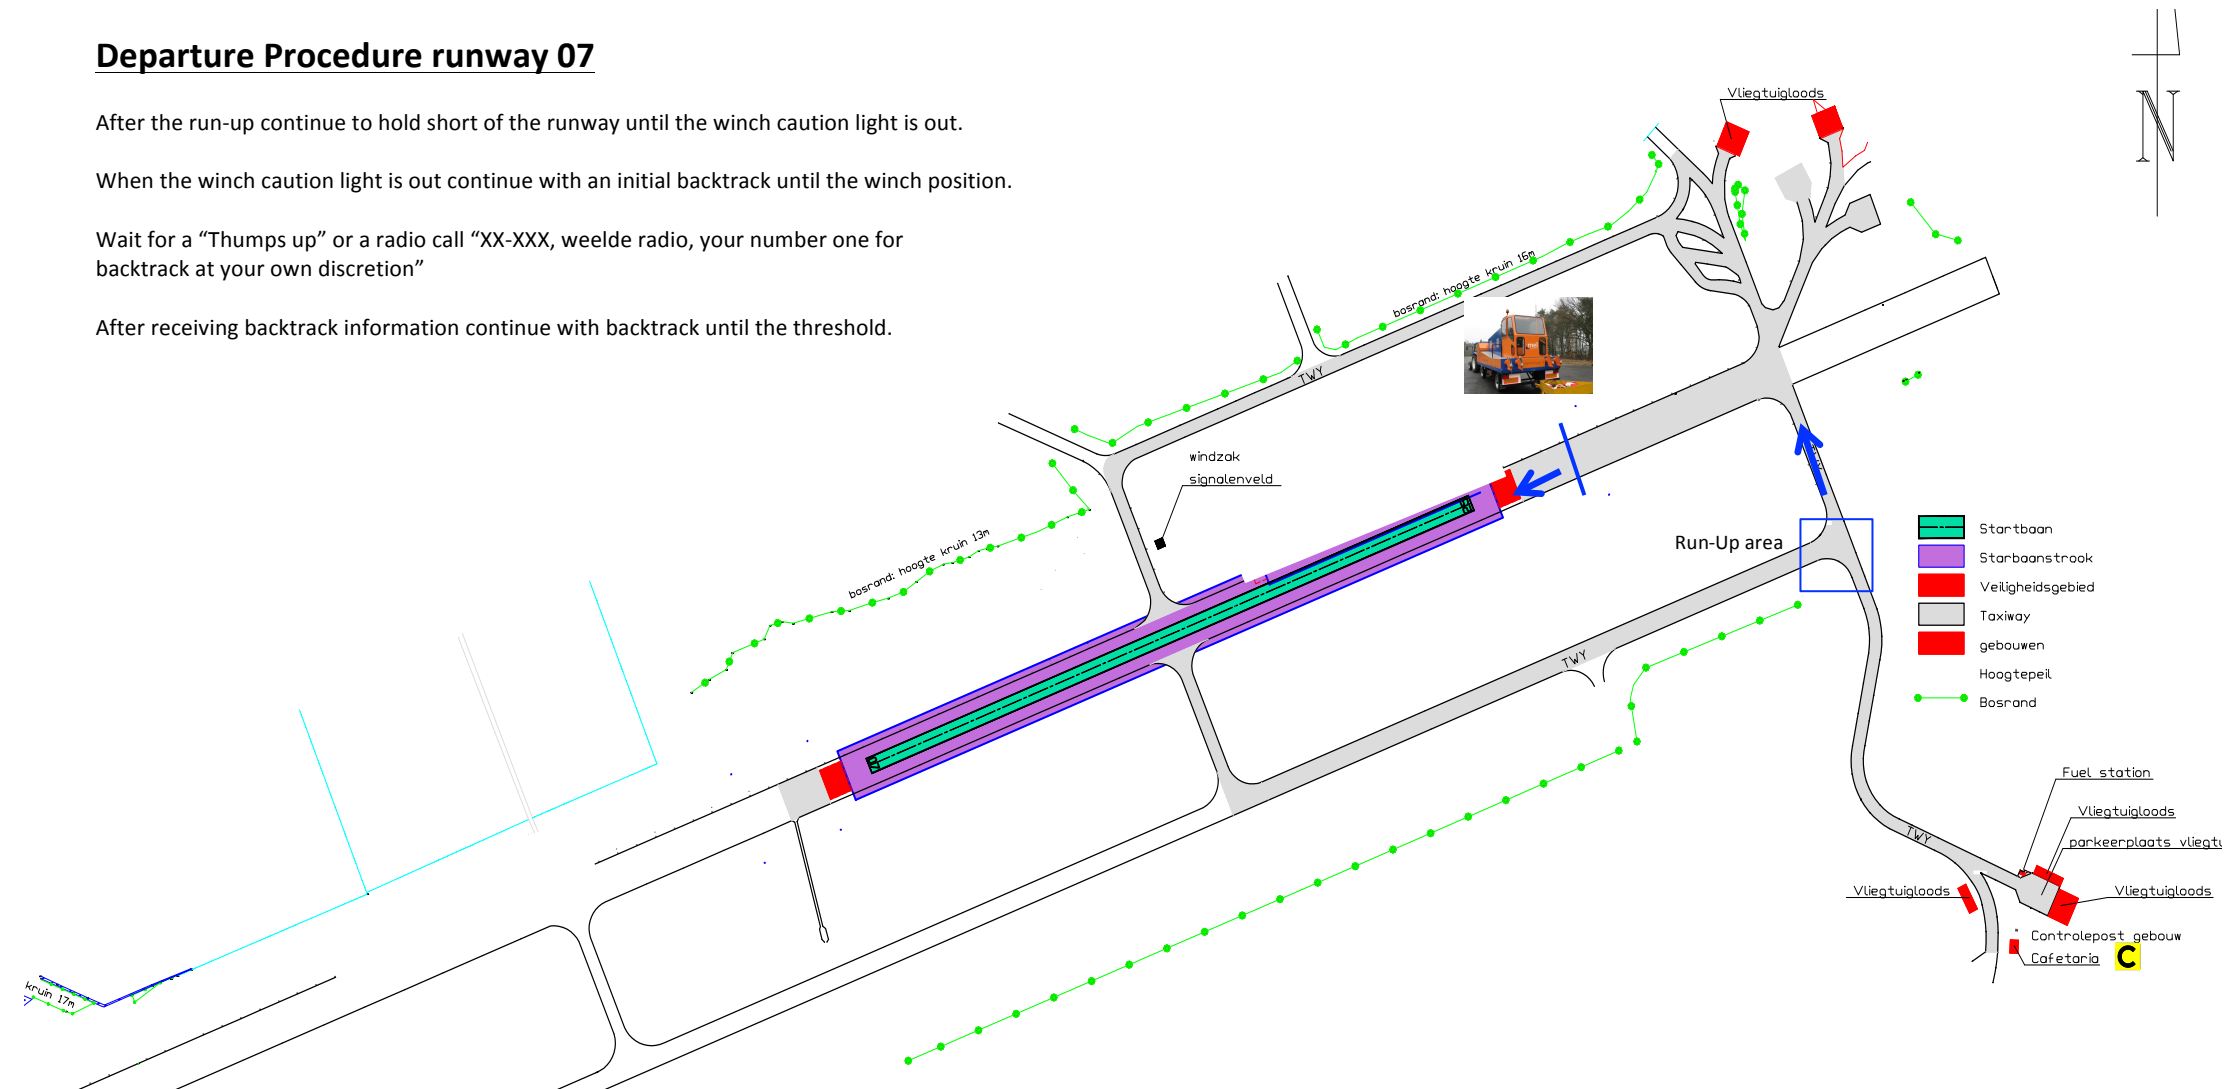 Departure Procedure runway 07
After the run-up continue to hold short of the runway until the winch caution light is out.
When the winch caution light is out continue with an initial backtrack until the winch position.
Wait for a “Thumps up” or a radio call “XX-XXX, weelde radio, your number one for
backtrack at your own discretion”
After receiving backtrack information continue with backtrack until the threshold.
N
Vliegtuigloods
bosrand: hoogte kruin 16m
TWY
windzak
signalenveld
bosrand: hoogte kruin 13m
Run-Up area
TWY
07
Startbaan
Starbaanstrook
Veiligheidsgebied
Taxiway
gebouwen
Hoogtepeil
Bosrand
Fuel station
Vliegtuigloods
parkeerplaats vliegtu
TWY
Vliegtuigloods
Vliegtuigloods
Controlepost gebouw
Cafetaria
C
kruin 17m